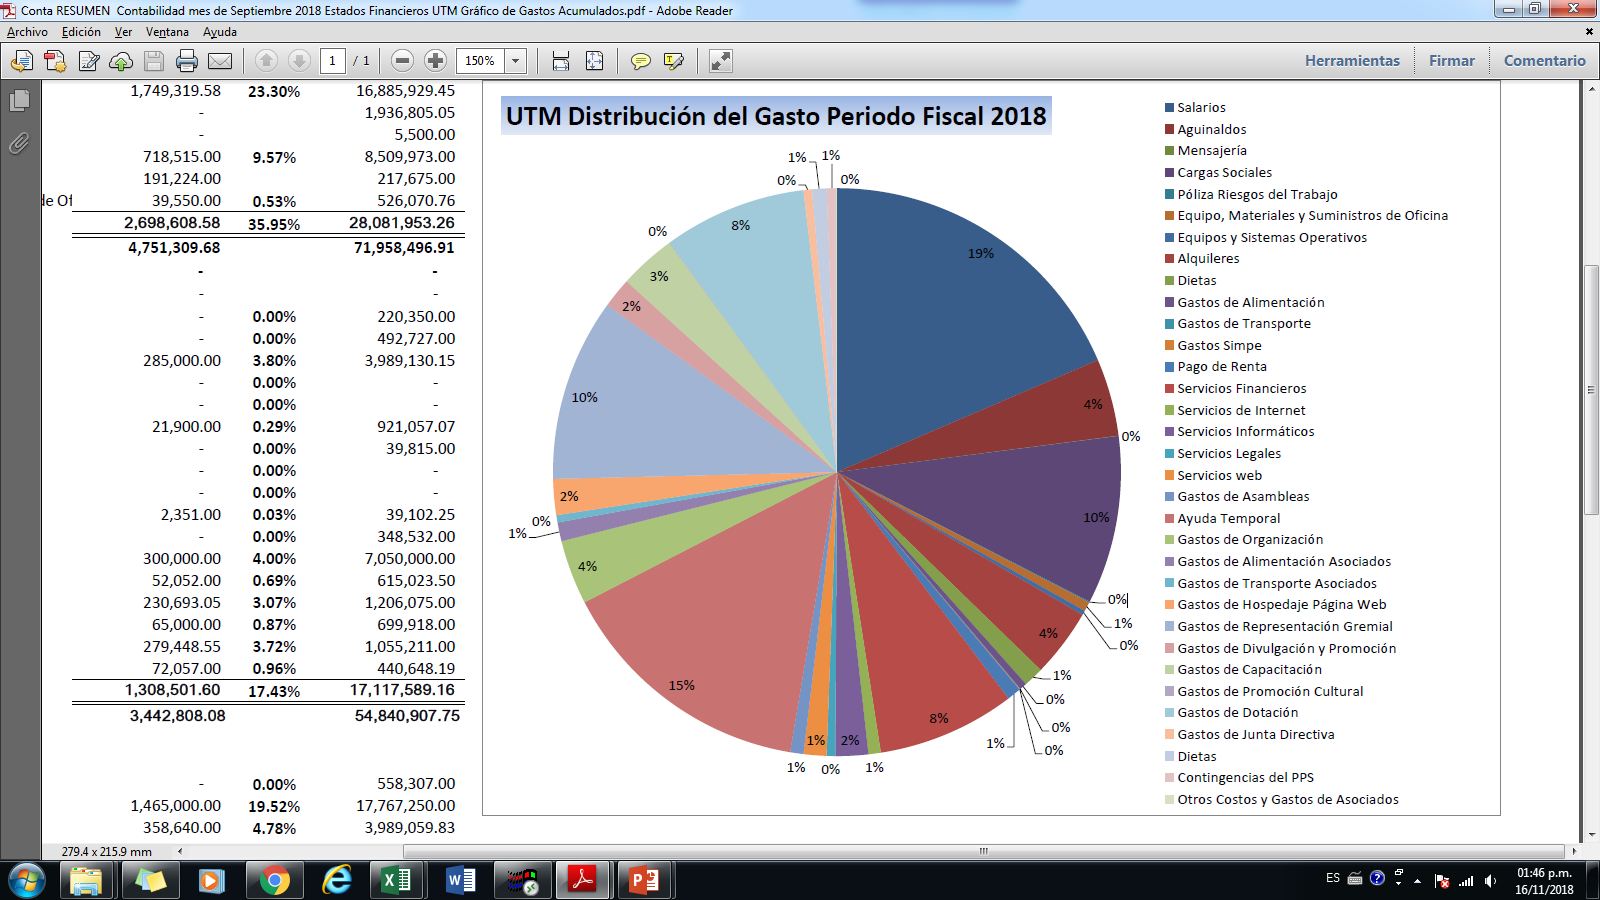 Conta RESUMEN  Contabilidad mes de Septiembre 2018 Estados Financieros UTM Gráfico de Gastos Acumulados.pdf - Adobe Reader
Archivo Edición Ver Ventana Ayuda
1 / 1 150% Herramientas Firmar Comentario
1,749,319.58 23.30% 16,885,929.45
- 1,936,805.05
- 5,500.00
718,515.00 9.57% 8,509,973.00
191,224.00 217,675.00
de Of 39,550.00 0.53% 526,070.76
2,698,608.58 35.95% 28,081,953.26
4,751,309.68 71,958,496.91
- -
- -
- 0.00% 220,350.00
- 0.00% 492,727.00
285,000.00 3.80% 3,989,130.15
- 0.00% -
- 0.00% -
21,900.00 0.29% 921,057.07
- 0.00% 39,815.00
- 0.00% -
- 0.00% -
2,351.00 0.03% 39,102.25
- 0.00% 348,532.00
300,000.00 4.00% 7,050,000.00
52,052.00 0.69% 615,023.50
230,693.05 3.07% 1,206,075.00
65,000.00 0.87% 699,918.00
279,448.55 3.72% 1,055,211.00
72,057.00 0.96% 440,648.19
1,308,501.60 17.43% 17,117,589.16
3,442,808.08 54,840,907.75
- 0.00% 558,307.00
1,465,000.00 19.52% 17,767,250.00
358,640.00 4.78% 3,989,059.83
UTM Distribución del Gasto Periodo Fiscal 2018
0%
19%
4%
0%
10%
0%
1%
0%
4%
1%
0%
0%
0%
1%
8%
1%
2%
0%
1%
1%
15%
4%
1%
0%
2%
10%
2%
3%
0%
8%
0%
1%
1%
Salarios
Aguinaldos
Mensajería
Cargas Sociales
Póliza Riesgos del Trabajo
Equipo, Materiales y Suministros de Oficina
Equipos y Sistemas Operativos
Alquileres
Dietas
Gastos de Alimentación
Gastos de Transporte
Gastos Simpe
Pago de Renta
Servicios Financieros
Servicios de Internet
Servicios Informáticos
Servicios Legales
Servicios web
Gastos de Asambleas
Ayuda Temporal
Gastos de Organización
Gastos de Alimentación Asociados
Gastos de Transporte Asociados
Gastos de Hospedaje Página Web
Gastos de Representación Gremial
Gastos de Divulgación y Promoción
Gastos de Capacitación
Gastos de Promoción Cultural
Gastos de Dotación
Gastos de Junta Directiva
Dietas
Contingencias del PPS
Otros Costos y Gastos de Asociados
279.4 x 215.9 mm
ES 01:46 p.m.
16/11/2018